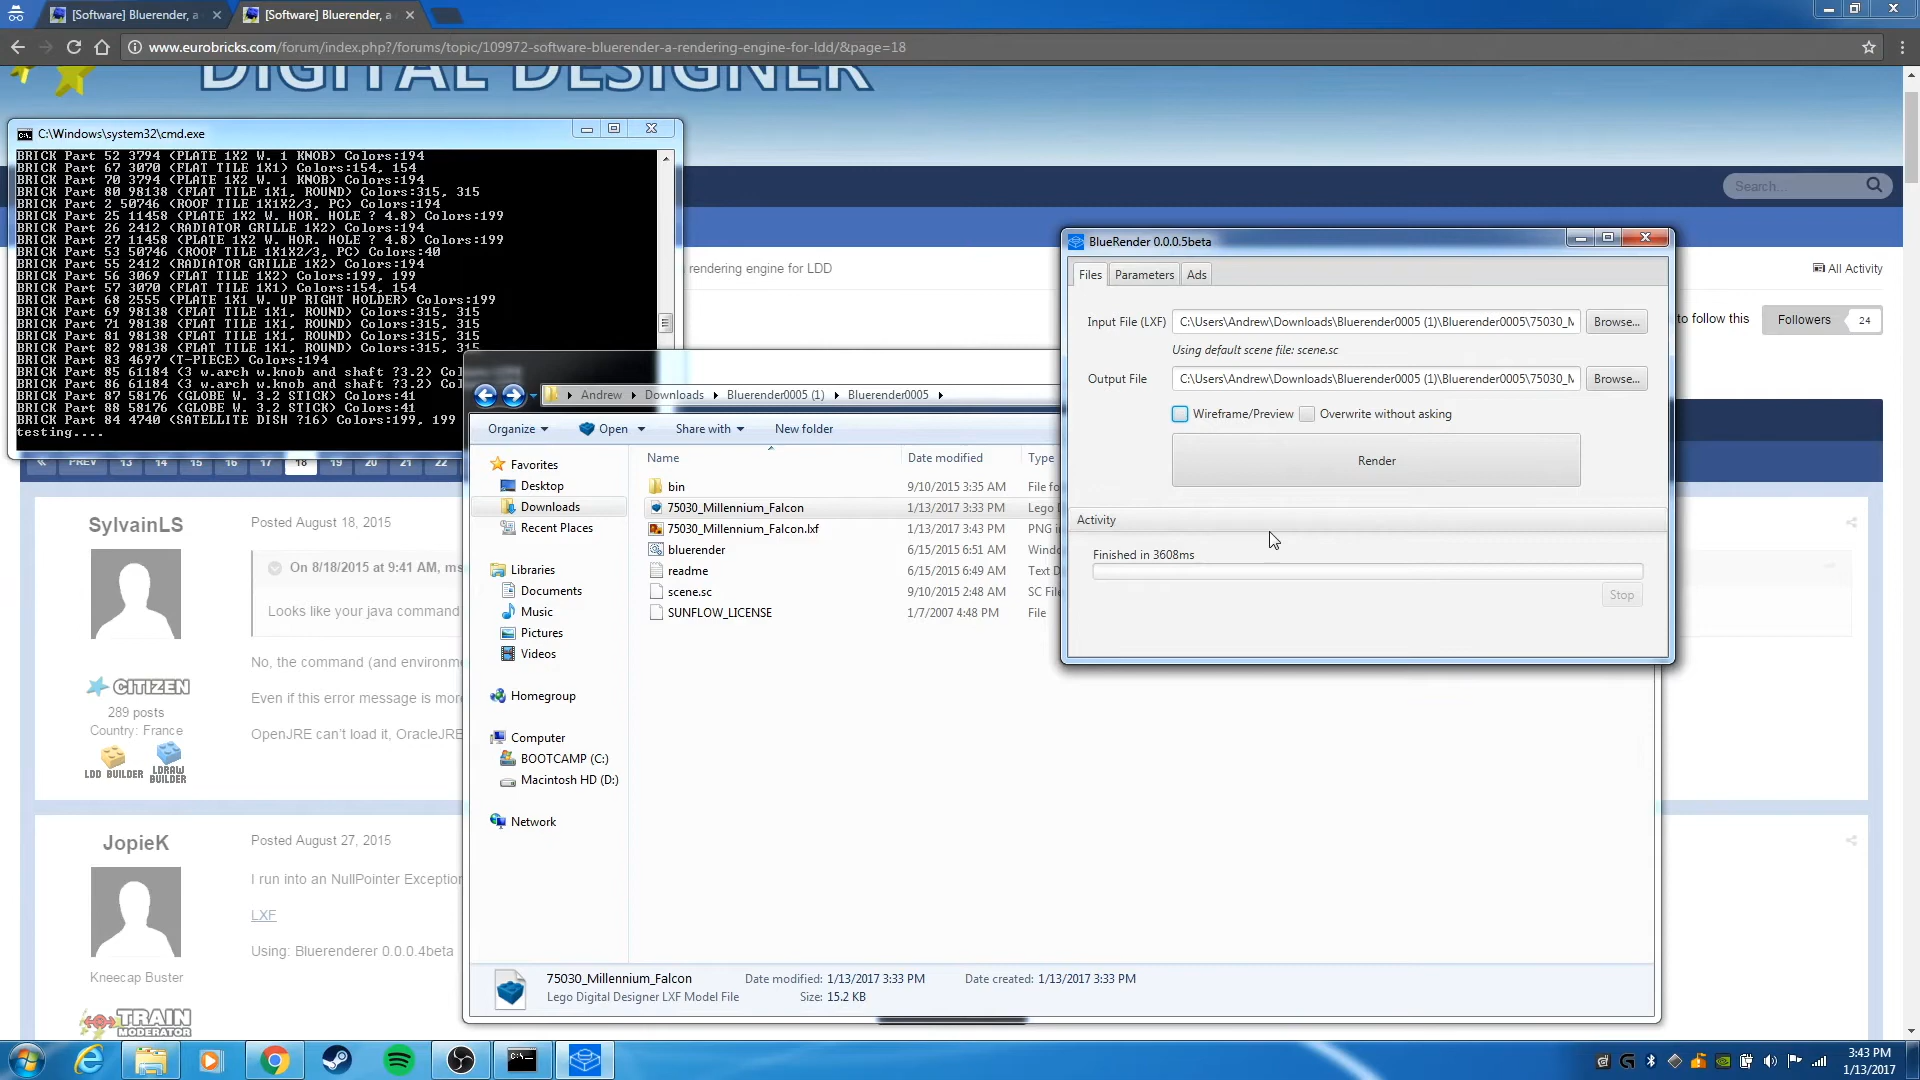 [Software] Bluerender, a
[Software] Bluerender, a
www.eurobricks.com/forum/index.php?/forums/topic/109972-software-bluerender-a-rendering-engine-for-ldd/&page=18
DIGITAL DESIGNER
C:\Windows\system32\cmd.exe
BRICK Part 52 3794 (PLATE 1X2 W. 1 KNOB) Colors:194
BRICK Part 67 3070 (FLAT TILE 1X1) Colors:154, 154
BRICK Part 70 3794 (PLATE 1X2 W. 1 KNOB) Colors:194
BRICK Part 80 98138 (FLAT TILE 1X1, ROUND) Colors:315, 315
BRICK Part 2 50746 (ROOF TILE 1X1X2/3, PC) Colors:194
BRICK Part 25 11458 (PLATE 1X2 W. HOR. HOLE ? 4.8) Colors:199
BRICK Part 26 2412 (RADIATOR GRILLE 1X2) Colors:194
BRICK Part 27 11458 (PLATE 1X2 W. HOR. HOLE ? 4.8) Colors:199
BRICK Part 53 50746 (ROOF TILE 1X1X2/3, PC) Colors:40
BRICK Part 55 2412 (RADIATOR GRILLE 1X2) Colors:194
BRICK Part 56 3069 (FLAT TILE 1X2) Colors:199, 199
BRICK Part 57 3070 (FLAT TILE 1X1) Colors:154, 154
BRICK Part 68 2555 (PLATE 1X1 W. UP RIGHT HOLDER) Colors:199
BRICK Part 69 98138 (FLAT TILE 1X1, ROUND) Colors:315, 315
BRICK Part 71 98138 (FLAT TILE 1X1, ROUND) Colors:315, 315
BRICK Part 81 98138 (FLAT TILE 1X1, ROUND) Colors:315, 315
BRICK Part 82 98138 (FLAT TILE 1X1, ROUND) Colors:315, 315
BRICK Part 83 4697 (T-PIECE) Colors:194
BRICK Part 85 61184 (3 w.arch w.knob and shaft ?3.2) Co
BRICK Part 86 61184 (3 w.arch w.knob and shaft ?3.2) Co
BRICK Part 87 58176 (GLOBE W. 3.2 STICK) Colors:41
BRICK Part 88 58176 (GLOBE W. 3.2 STICK) Colors:41
BRICK Part 84 4740 (SATELLITE DISH ?16) Colors:199, 199
testing....
Search...
rendering engine for LDD
All Activity
to follow this
Followers 24
BlueRender 0.0.0.5beta
Files Parameters Ads
Input File (LXF) C:\Users\Andrew\Downloads\Bluerender0005 (1)\Bluerender0005\75030_M Browse...
Using default scene file: scene.sc
Output File C:\Users\Andrew\Downloads\Bluerender0005 (1)\Bluerender0005\75030_M Browse...
Wireframe/Preview Overwrite without asking
Render
Activity
Finished in 3608ms
Stop
Andrew Downloads Bluerender0005 (1) Bluerender0005
Organize Open Share with New folder
Name Date modified Type
Favorites
Desktop
Downloads
Recent Places
Libraries
Documents
Music
Pictures
Videos
Homegroup
Computer
BOOTCAMP (C:)
Macintosh HD (D:)
Network
bin 9/10/2015 3:35 AM File fo
75030_Millennium_Falcon 1/13/2017 3:33 PM Lego D
75030_Millennium_Falcon.lxf 1/13/2017 3:43 PM PNG i
bluerender 6/15/2015 6:51 AM Windo
readme 6/15/2015 6:49 AM Text D
scene.sc 9/10/2015 2:48 AM SC File
SUNFLOW_LICENSE 1/7/2007 4:48 PM File
75030_Millennium_Falcon Date modified: 1/13/2017 3:33 PM Date created: 1/13/2017 3:33 PM
Lego Digital Designer LXF Model File Size: 15.2 KB
« PREV 13 14 15 16 17 18 19 20 21 22
SylvainLS
Posted August 18, 2015
On 8/18/2015 at 9:41 AM, ms
Looks like your java command
No, the command (and environme
Even if this error message is more
OpenJRE can't load it, OracleJRE
CITIZEN
289 posts
Country: France
LDD BUILDER
LDRAW BUILDER
JopieK
Posted August 27, 2015
I run into an NullPointer Exception
LXF
Using: Bluerenderer 0.0.0.4beta
Kneecap Buster
TRAIN
MODERATOR
3:43 PM
1/13/2017